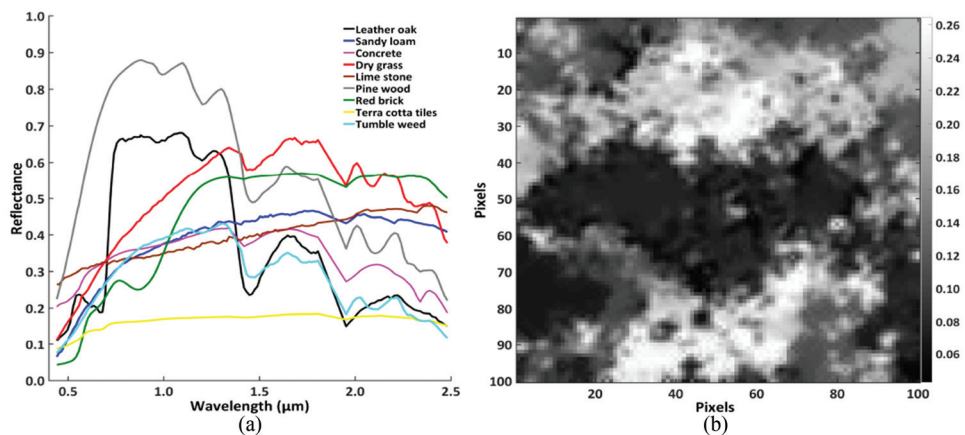 1.0
0.9
0.8
0.7
0.6
0.5
0.4
0.3
0.2
0.1
0.0
Reflectance
Leather oak
Sandy loam
Concrete
Dry grass
Lime stone
Pine wood
Red brick
Terra cotta tiles
Tumble weed
0.5 1.0 1.5 2.0 2.5
Wavelength (µm)
(a)
10
20
30
40
50
60
70
80
90
100
Pixels
20 40 60 80 100
Pixels
0.26
0.24
0.22
0.20
0.18
0.16
0.14
0.12
0.10
0.08
0.06
(b)